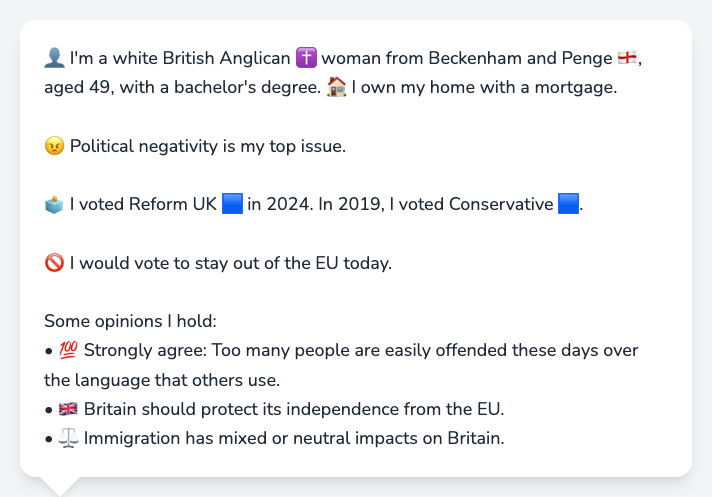 👤 I'm a white British Anglican ✝️ woman from Beckenham and Penge 🏴󠁧󠁢󠁥󠁮󠁧󠁿,
aged 49, with a bachelor's degree. 🏠 I own my home with a mortgage.
😠 Political negativity is my top issue.
🗳️ I voted Reform UK 🟦 in 2024. In 2019, I voted Conservative 🟦.
🚫 I would vote to stay out of the EU today.
Some opinions I hold:
• 💯 Strongly agree: Too many people are easily offended these days over
the language that others use.
• 🇬🇧 Britain should protect its independence from the EU.
• ⚖️ Immigration has mixed or neutral impacts on Britain.